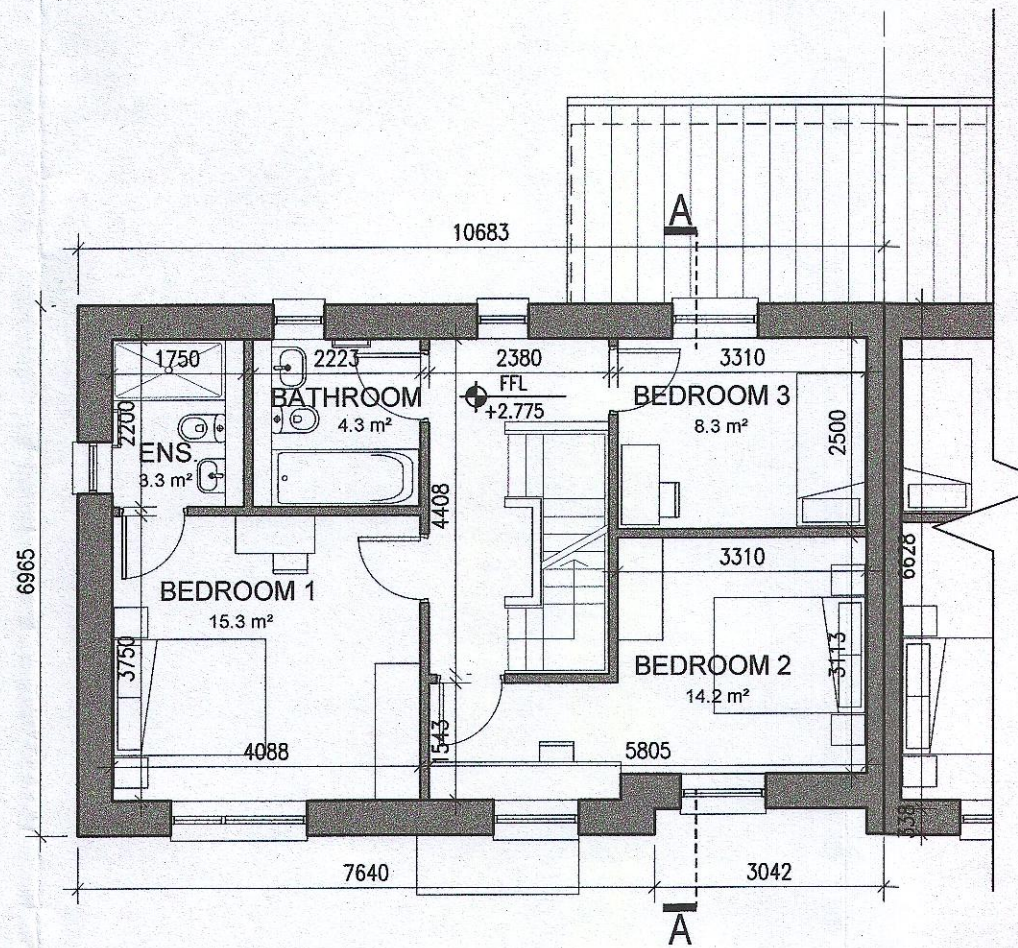 A
10683
1750
2223
2380
3310
FFL
+2.775
BATHROOM
4.3 m²
BEDROOM 3
8.3 m²
2200
2500
ENS.
3.3 m²
4408
6965
6628
3310
BEDROOM 1
15.3 m²
3750
BEDROOM 2
14.2 m²
3113
1543
4088
5805
338
7640
3042
A